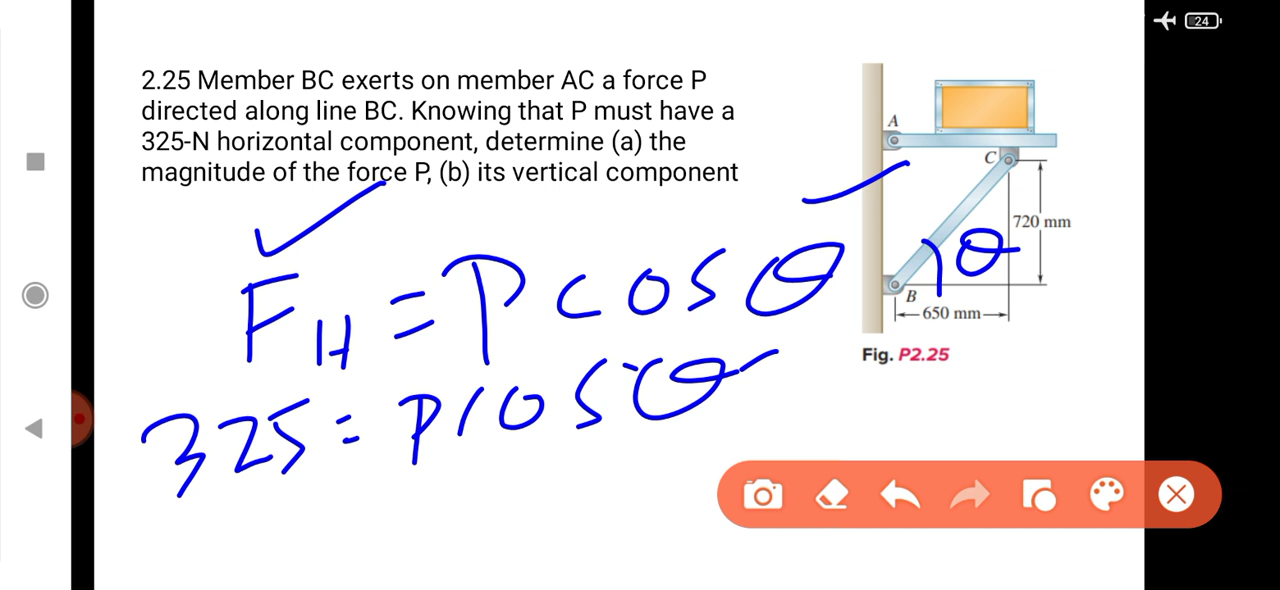 24
2.25 Member BC exerts on member AC a force P
directed along line BC. Knowing that P must have a
325-N horizontal component, determine (a) the
magnitude of the force P, (b) its vertical component
A
C
720 mm
θ
B
650 mm
Fig. P2.25
F_H = P cos θ
325 = P cos θ